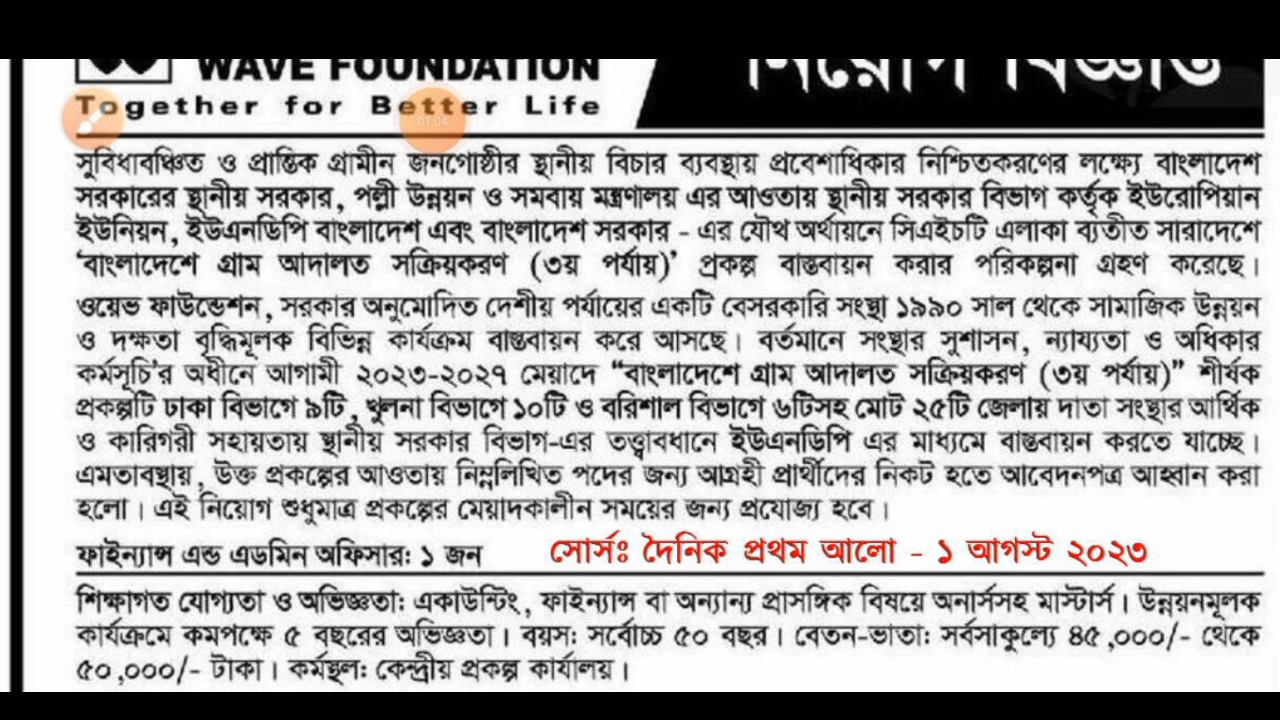 WAVE FOUNDATION
নিয়োগ বিজ্ঞপ্তি
Together for Better Life
01:04
সুবিধাবঞ্চিত ও প্রান্তিক গ্রামীন জনগোষ্ঠীর স্থানীয় বিচার ব্যবস্থায় প্রবেশাধিকার নিশ্চিতকরণের লক্ষ্যে বাংলাদেশ
সরকারের স্থানীয় সরকার, পল্লী উন্নয়ন ও সমবায় মন্ত্রণালয় এর আওতায় স্থানীয় সরকার বিভাগ কর্তৃক ইউরোপিয়ান
ইউনিয়ন, ইউএনডিপি বাংলাদেশ এবং বাংলাদেশ সরকার - এর যৌথ অর্থায়নে সিএইচটি এলাকা ব্যতীত সারাদেশে
‘বাংলাদেশে গ্রাম আদালত সক্রিয়করণ (৩য় পর্যায়)’ প্রকল্প বাস্তবায়ন করার পরিকল্পনা গ্রহণ করেছে।
ওয়েভ ফাউন্ডেশন, সরকার অনুমোদিত দেশীয় পর্যায়ের একটি বেসরকারি সংস্থা ১৯৯০ সাল থেকে সামাজিক উন্নয়ন
ও দক্ষতা বৃদ্ধিমূলক বিভিন্ন কার্যক্রম বাস্তবায়ন করে আসছে। বর্তমানে সংস্থার সুশাসন, ন্যায্যতা ও অধিকার
কর্মসূচি’র অধীনে আগামী ২০২৩-২০২৭ মেয়াদে “বাংলাদেশে গ্রাম আদালত সক্রিয়করণ (৩য় পর্যায়)” শীর্ষক
প্রকল্পটি ঢাকা বিভাগে ৯টি, খুলনা বিভাগে ১০টি ও বরিশাল বিভাগে ৬টিসহ মোট ২৫টি জেলায় দাতা সংস্থার আর্থিক
ও কারিগরী সহায়তায় স্থানীয় সরকার বিভাগ-এর তত্ত্বাবধানে ইউএনডিপি এর মাধ্যমে বাস্তবায়ন করতে যাচ্ছে।
এমতাবস্থায়, উক্ত প্রকল্পের আওতায় নিম্নলিখিত পদের জন্য আগ্রহী প্রার্থীদের নিকট হতে আবেদনপত্র আহ্বান করা
হলো। এই নিয়োগ শুধুমাত্র প্রকল্পের মেয়াদকালীন সময়ের জন্য প্রযোজ্য হবে।
ফাইন্যান্স এন্ড এডমিন অফিসার: ১ জন
সোর্সঃ দৈনিক প্রথম আলো - ১ আগস্ট ২০২৩
শিক্ষাগত যোগ্যতা ও অভিজ্ঞতা: একাউন্টিং, ফাইন্যান্স বা অন্যান্য প্রাসঙ্গিক বিষয়ে অনার্সসহ মাস্টার্স। উন্নয়নমূলক
কার্যক্রমে কমপক্ষে ৫ বছরের অভিজ্ঞতা। বয়স: সর্বোচ্চ ৫০ বছর। বেতন-ভাতা: সর্বসাকুল্যে ৪৫,০০০/- থেকে
৫০,০০০/- টাকা। কর্মস্থল: কেন্দ্রীয় প্রকল্প কার্যালয়।